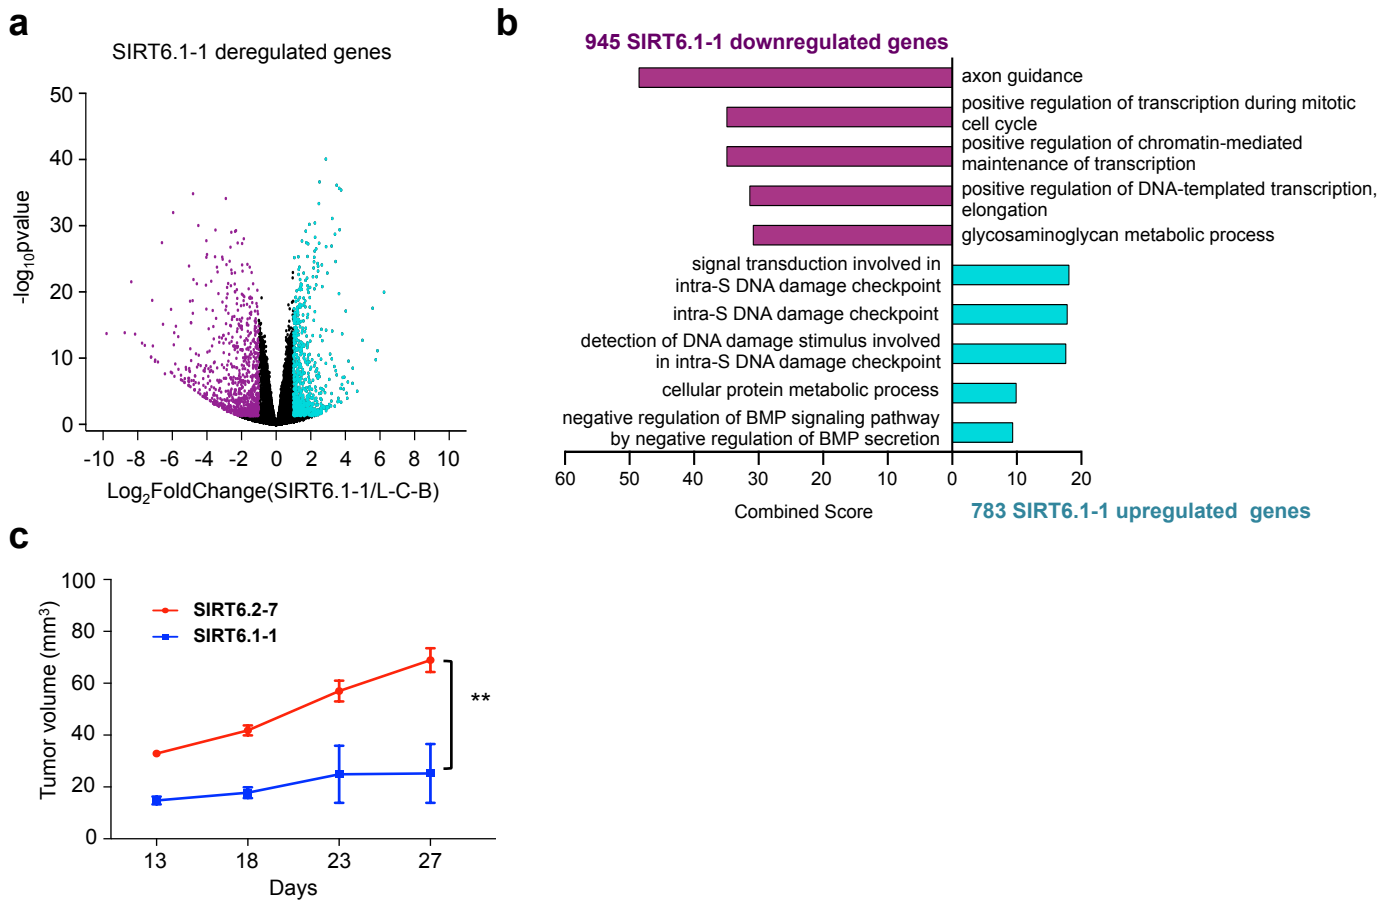 a
SIRT6.1-1 deregulated genes
50
40
30
20
10
0
-log10pvalue
-10 -8 -6 -4 -2 0 2 4 6 8 10
Log2FoldChange(SIRT6.1-1/L-C-B)
b
945 SIRT6.1-1 downregulated genes
axon guidance
positive regulation of transcription during mitotic
cell cycle
positive regulation of chromatin-mediated
maintenance of transcription
positive regulation of DNA-templated transcription,
elongation
glycosaminoglycan metabolic process
signal transduction involved in
intra-S DNA damage checkpoint
intra-S DNA damage checkpoint
detection of DNA damage stimulus involved
in intra-S DNA damage checkpoint
cellular protein metabolic process
negative regulation of BMP signaling pathway
by negative regulation of BMP secretion
60 50 40 30 20 10 0 10 20
Combined Score
783 SIRT6.1-1 upregulated genes
c
100
80
60
40
20
0
Tumor volume (mm3)
SIRT6.2-7
SIRT6.1-1
**
13 18 23 27
Days